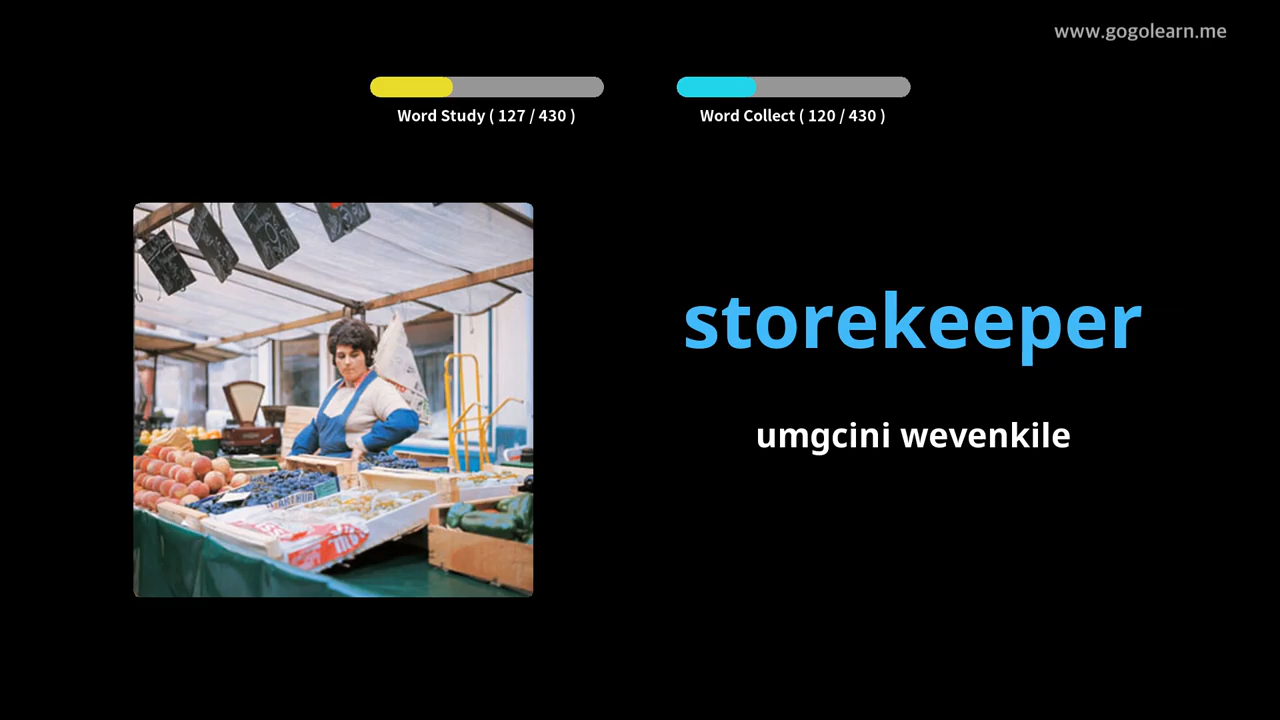 www.gogolearn.me
Word Study ( 127 / 430 )
Word Collect ( 120 / 430 )
storekeeper
umgcini wevenkile